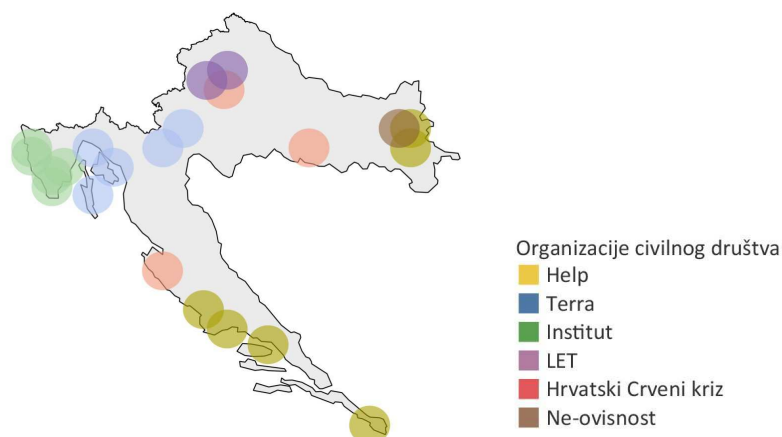 Organizacije civilnog društva
Help
Terra
Institut
LET
Hrvatski Crveni kriz
Ne-ovisnost